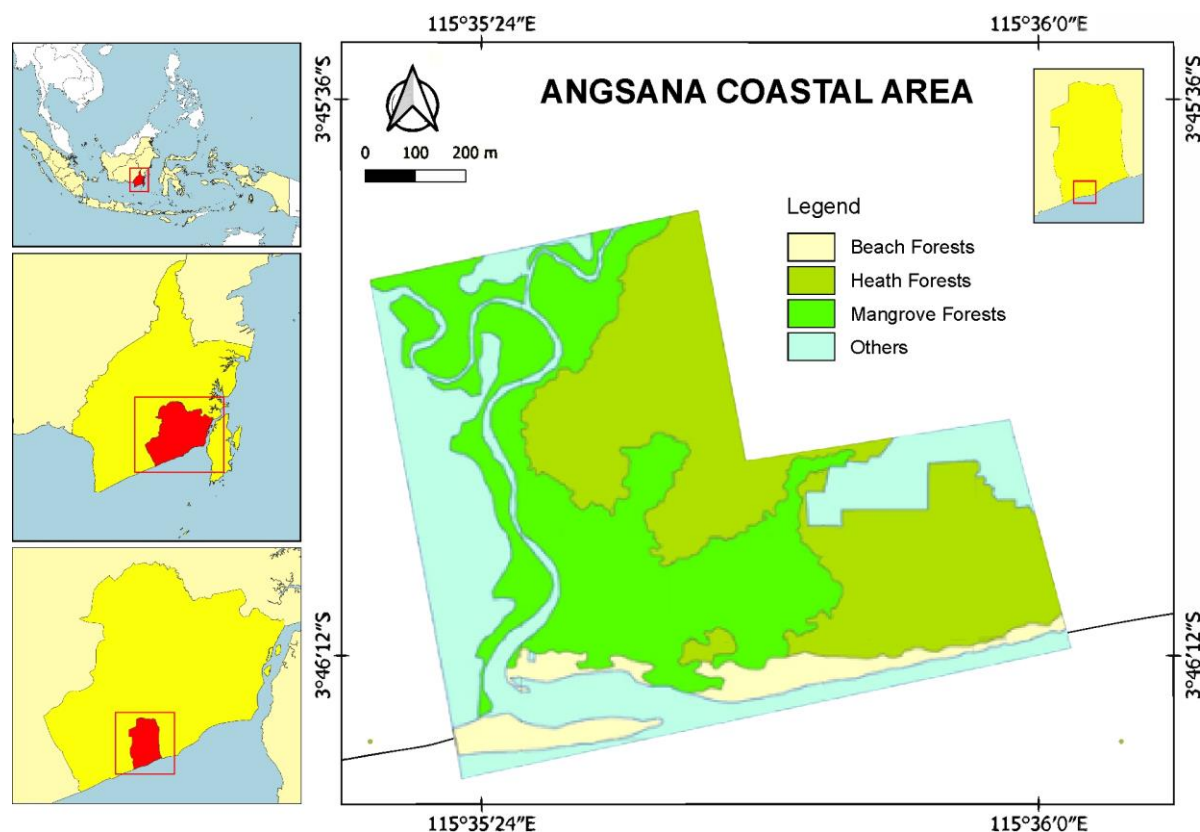 115°35′24″E 115°36′0″E
3°45′36″S
3°45′36″S
ANGSANA COASTAL AREA
0 100 200 m
Legend
Beach Forests
Heath Forests
Mangrove Forests
Others
3°46′12″S
3°46′12″S
115°35′24″E 115°36′0″E